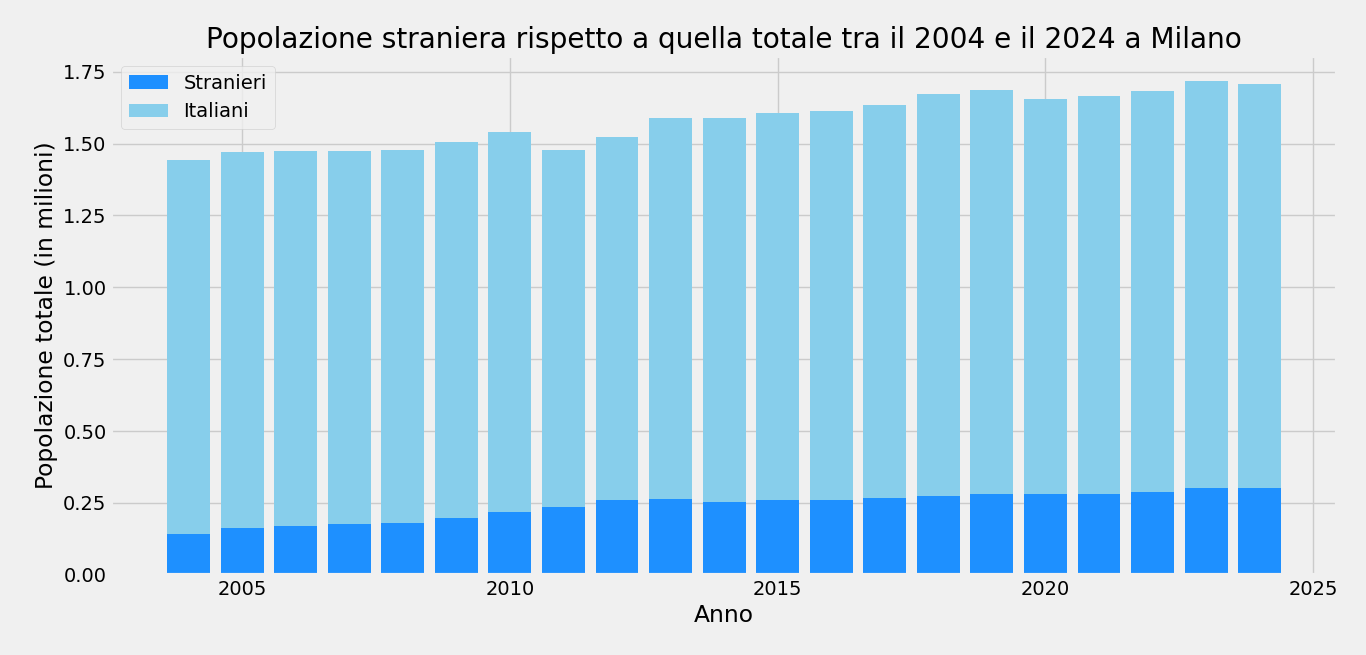 Popolazione straniera rispetto a quella totale tra il 2004 e il 2024 a Milano
Stranieri
Italiani
Popolazione totale (in milioni)
1.75
1.50
1.25
1.00
0.75
0.50
0.25
0.00
2005 2010 2015 2020 2025
Anno